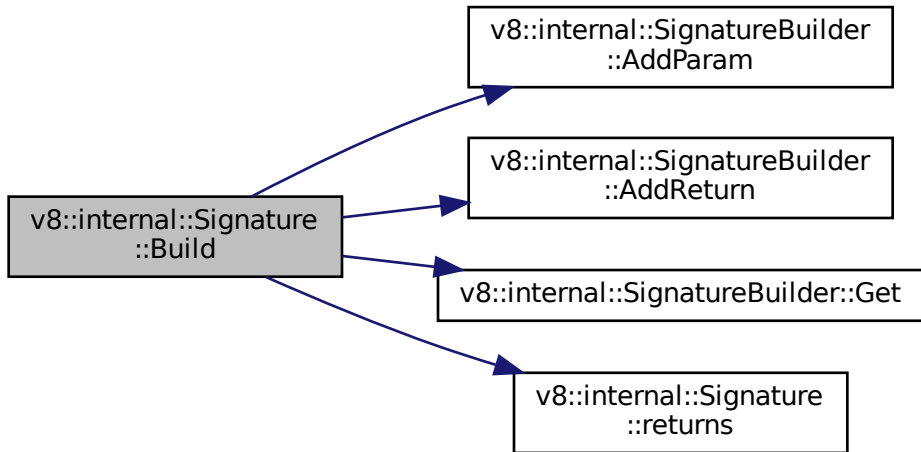 v8::internal::SignatureBuilder
::AddParam
v8::internal::SignatureBuilder
::AddReturn
v8::internal::Signature
::Build
v8::internal::SignatureBuilder::Get
v8::internal::Signature
::returns